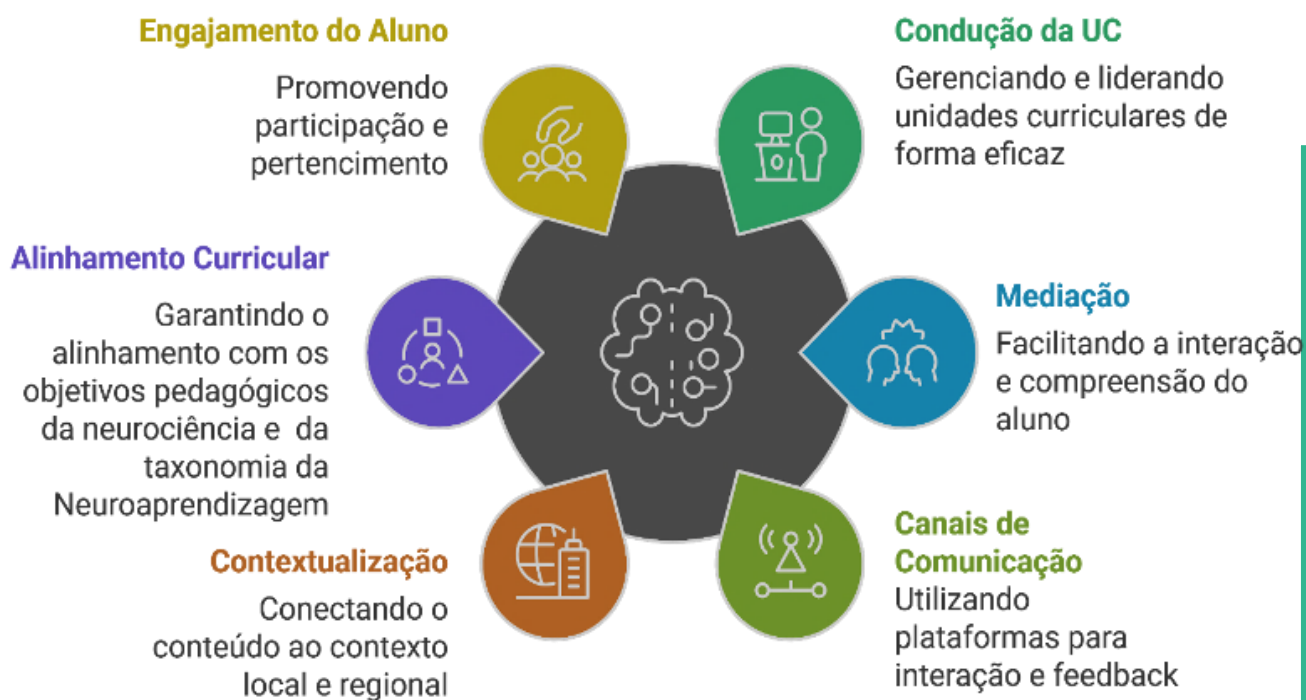 Engajamento do Aluno
Promovendo
participação e
pertencimento
Condução da UC
Gerenciando e liderando
unidades curriculares de
forma eficaz
Alinhamento Curricular
Garantindo o
alinhamento com os
objetivos pedagógicos
da neurociência e da
taxonomia da
Neuroaprendizagem
Mediação
Facilitando a interação
e compreensão do
aluno
Contextualização
Conectando o
conteúdo ao contexto
local e regional
Canais de
Comunicação
Utilizando
plataformas para
interação e feedback